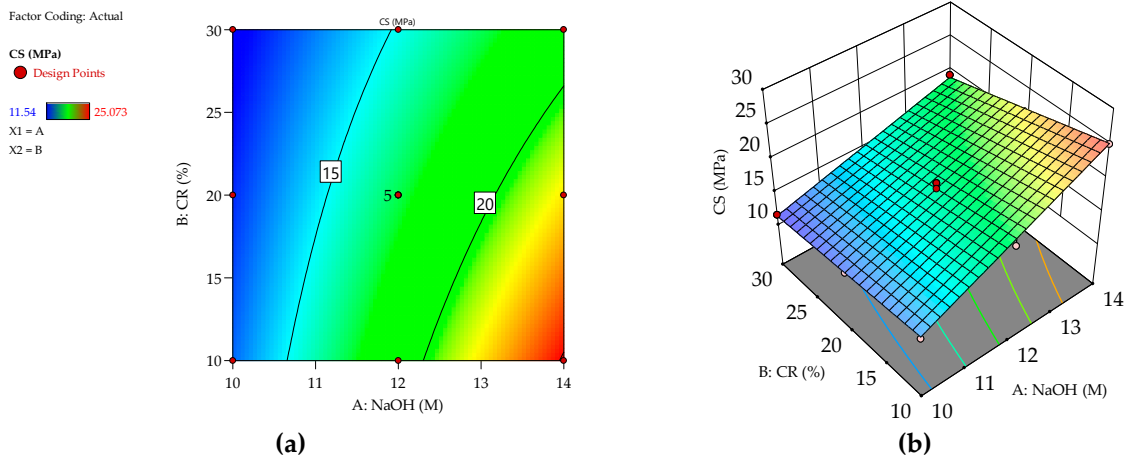 Factor Coding: Actual
CS (MPa)
Design Points
11.54 25.073
X1 = A
X2 = B
CS (MPa)
30
25
20
15
10
B: CR (%)
15
5
20
10 11 12 13 14
A: NaOH (M)
(a)
30
25
20
15
10
CS (MPa)
30
25
20
15
10
B: CR (%)
10
11
12
13
14
A: NaOH (M)
(b)